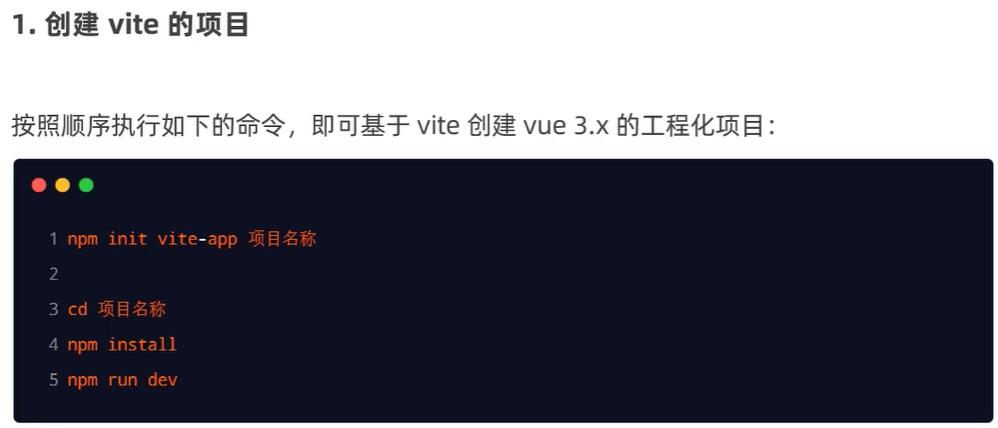 1. 创建 vite 的项目
按照顺序执行如下的命令，即可基于 vite 创建 vue 3.x 的工程化项目：
1 npm init vite-app 项目名称
2
3 cd 项目名称
4 npm install
5 npm run dev